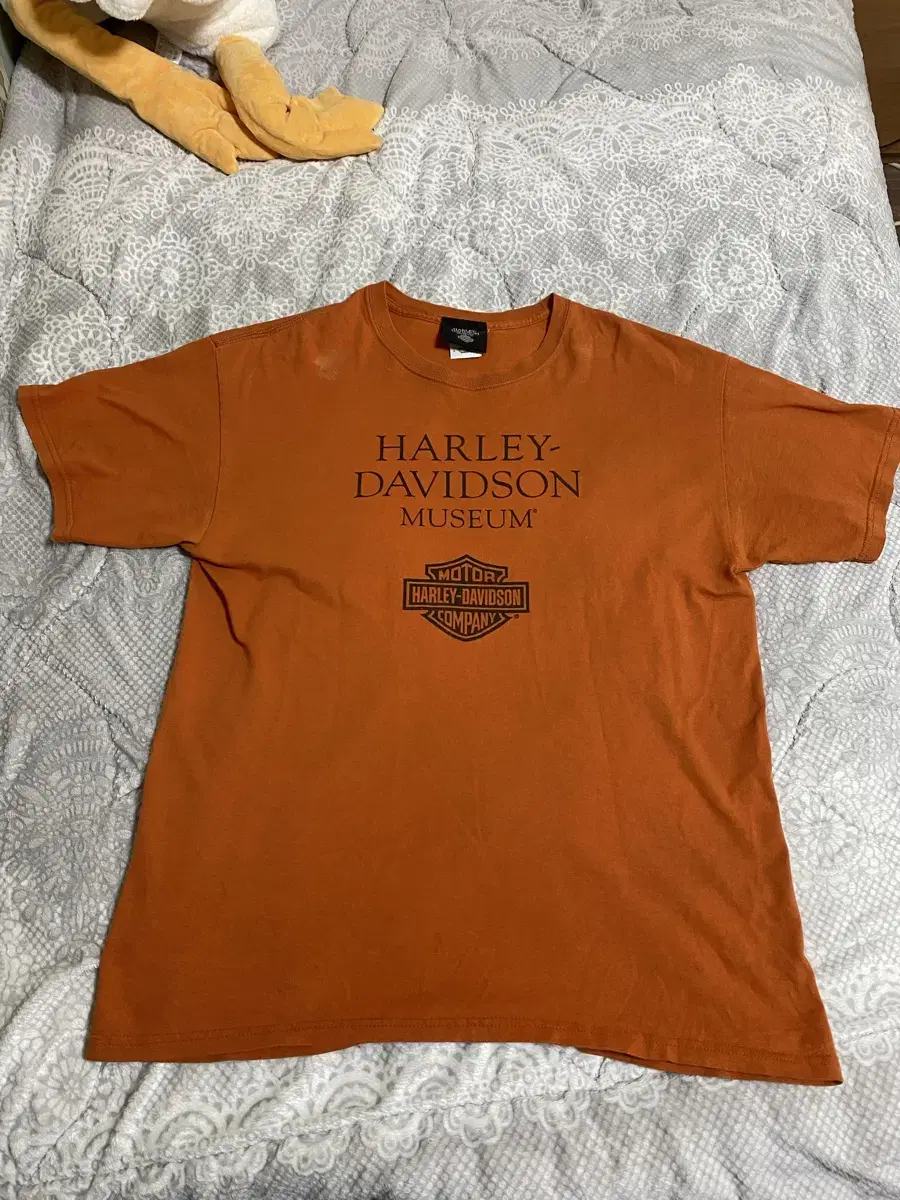 HARLEY-
DAVIDSON
MUSEUM®
MOTOR
HARLEY-DAVIDSON
COMPANY
®